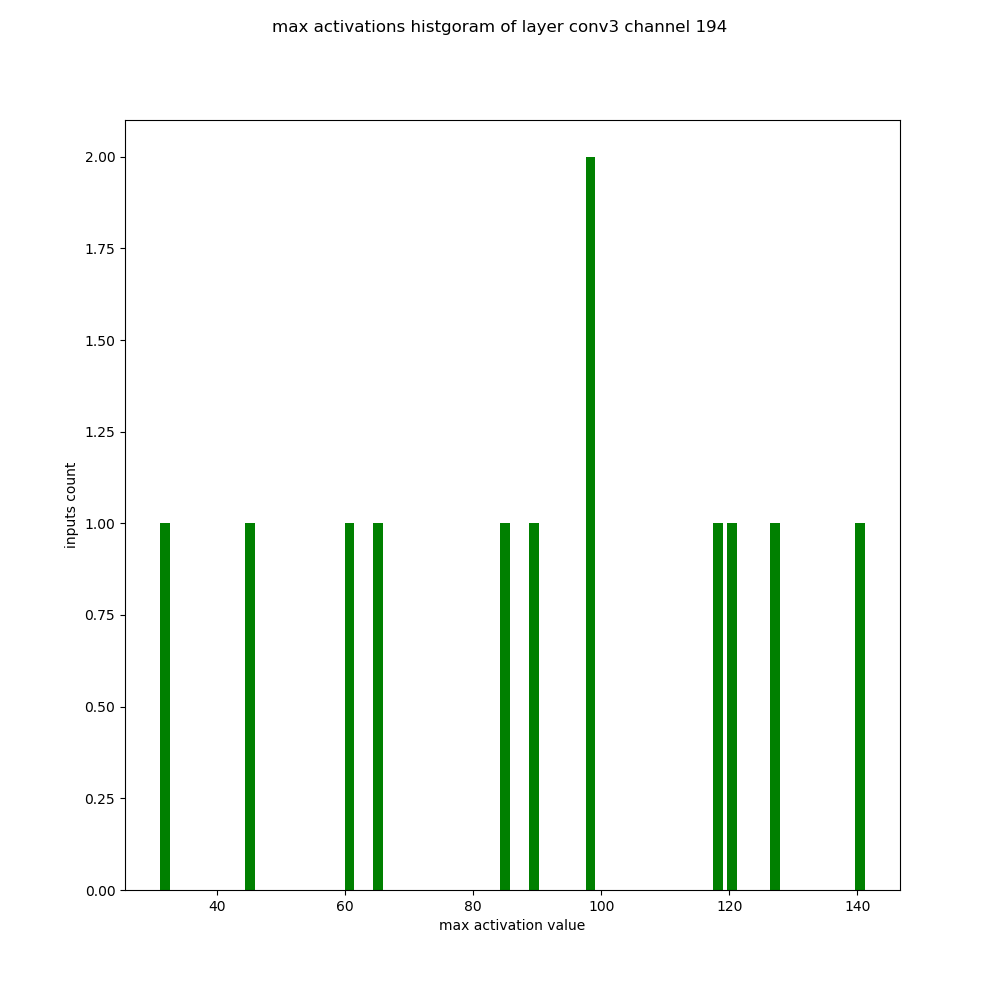 max activations histgoram of layer conv3 channel 194
2.00
1.75
1.50
1.25
1.00
0.75
0.50
0.25
0.00
inputs count
40 60 80 100 120 140
max activation value